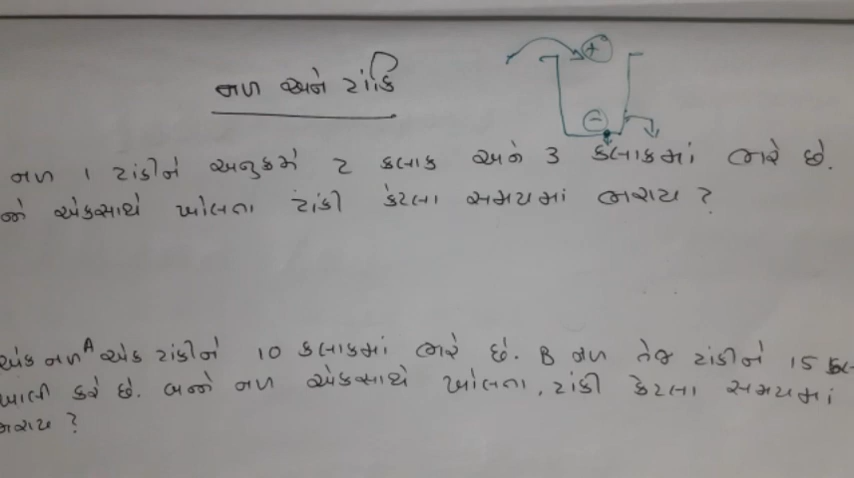 નળ અને ટાંકિ
+
-
નળ 1 ટાંકીને અનુક્રમે 2 કલાક અને 3 કલાકમાં ભરે છે.
એકસાથે ખોલતા ટાંકી કેટલા સમયમાં ભરાય ?
એક નળ A એક ટાંકીને 10 કલાકમાં ભરે છે. B નળ તેજ ટાંકીને 15
ખાલી કરે છે. બન્ને નળ એકસાથે ખોલતા, ટાંકી કેટલા સમયમાં
ભરાય ?